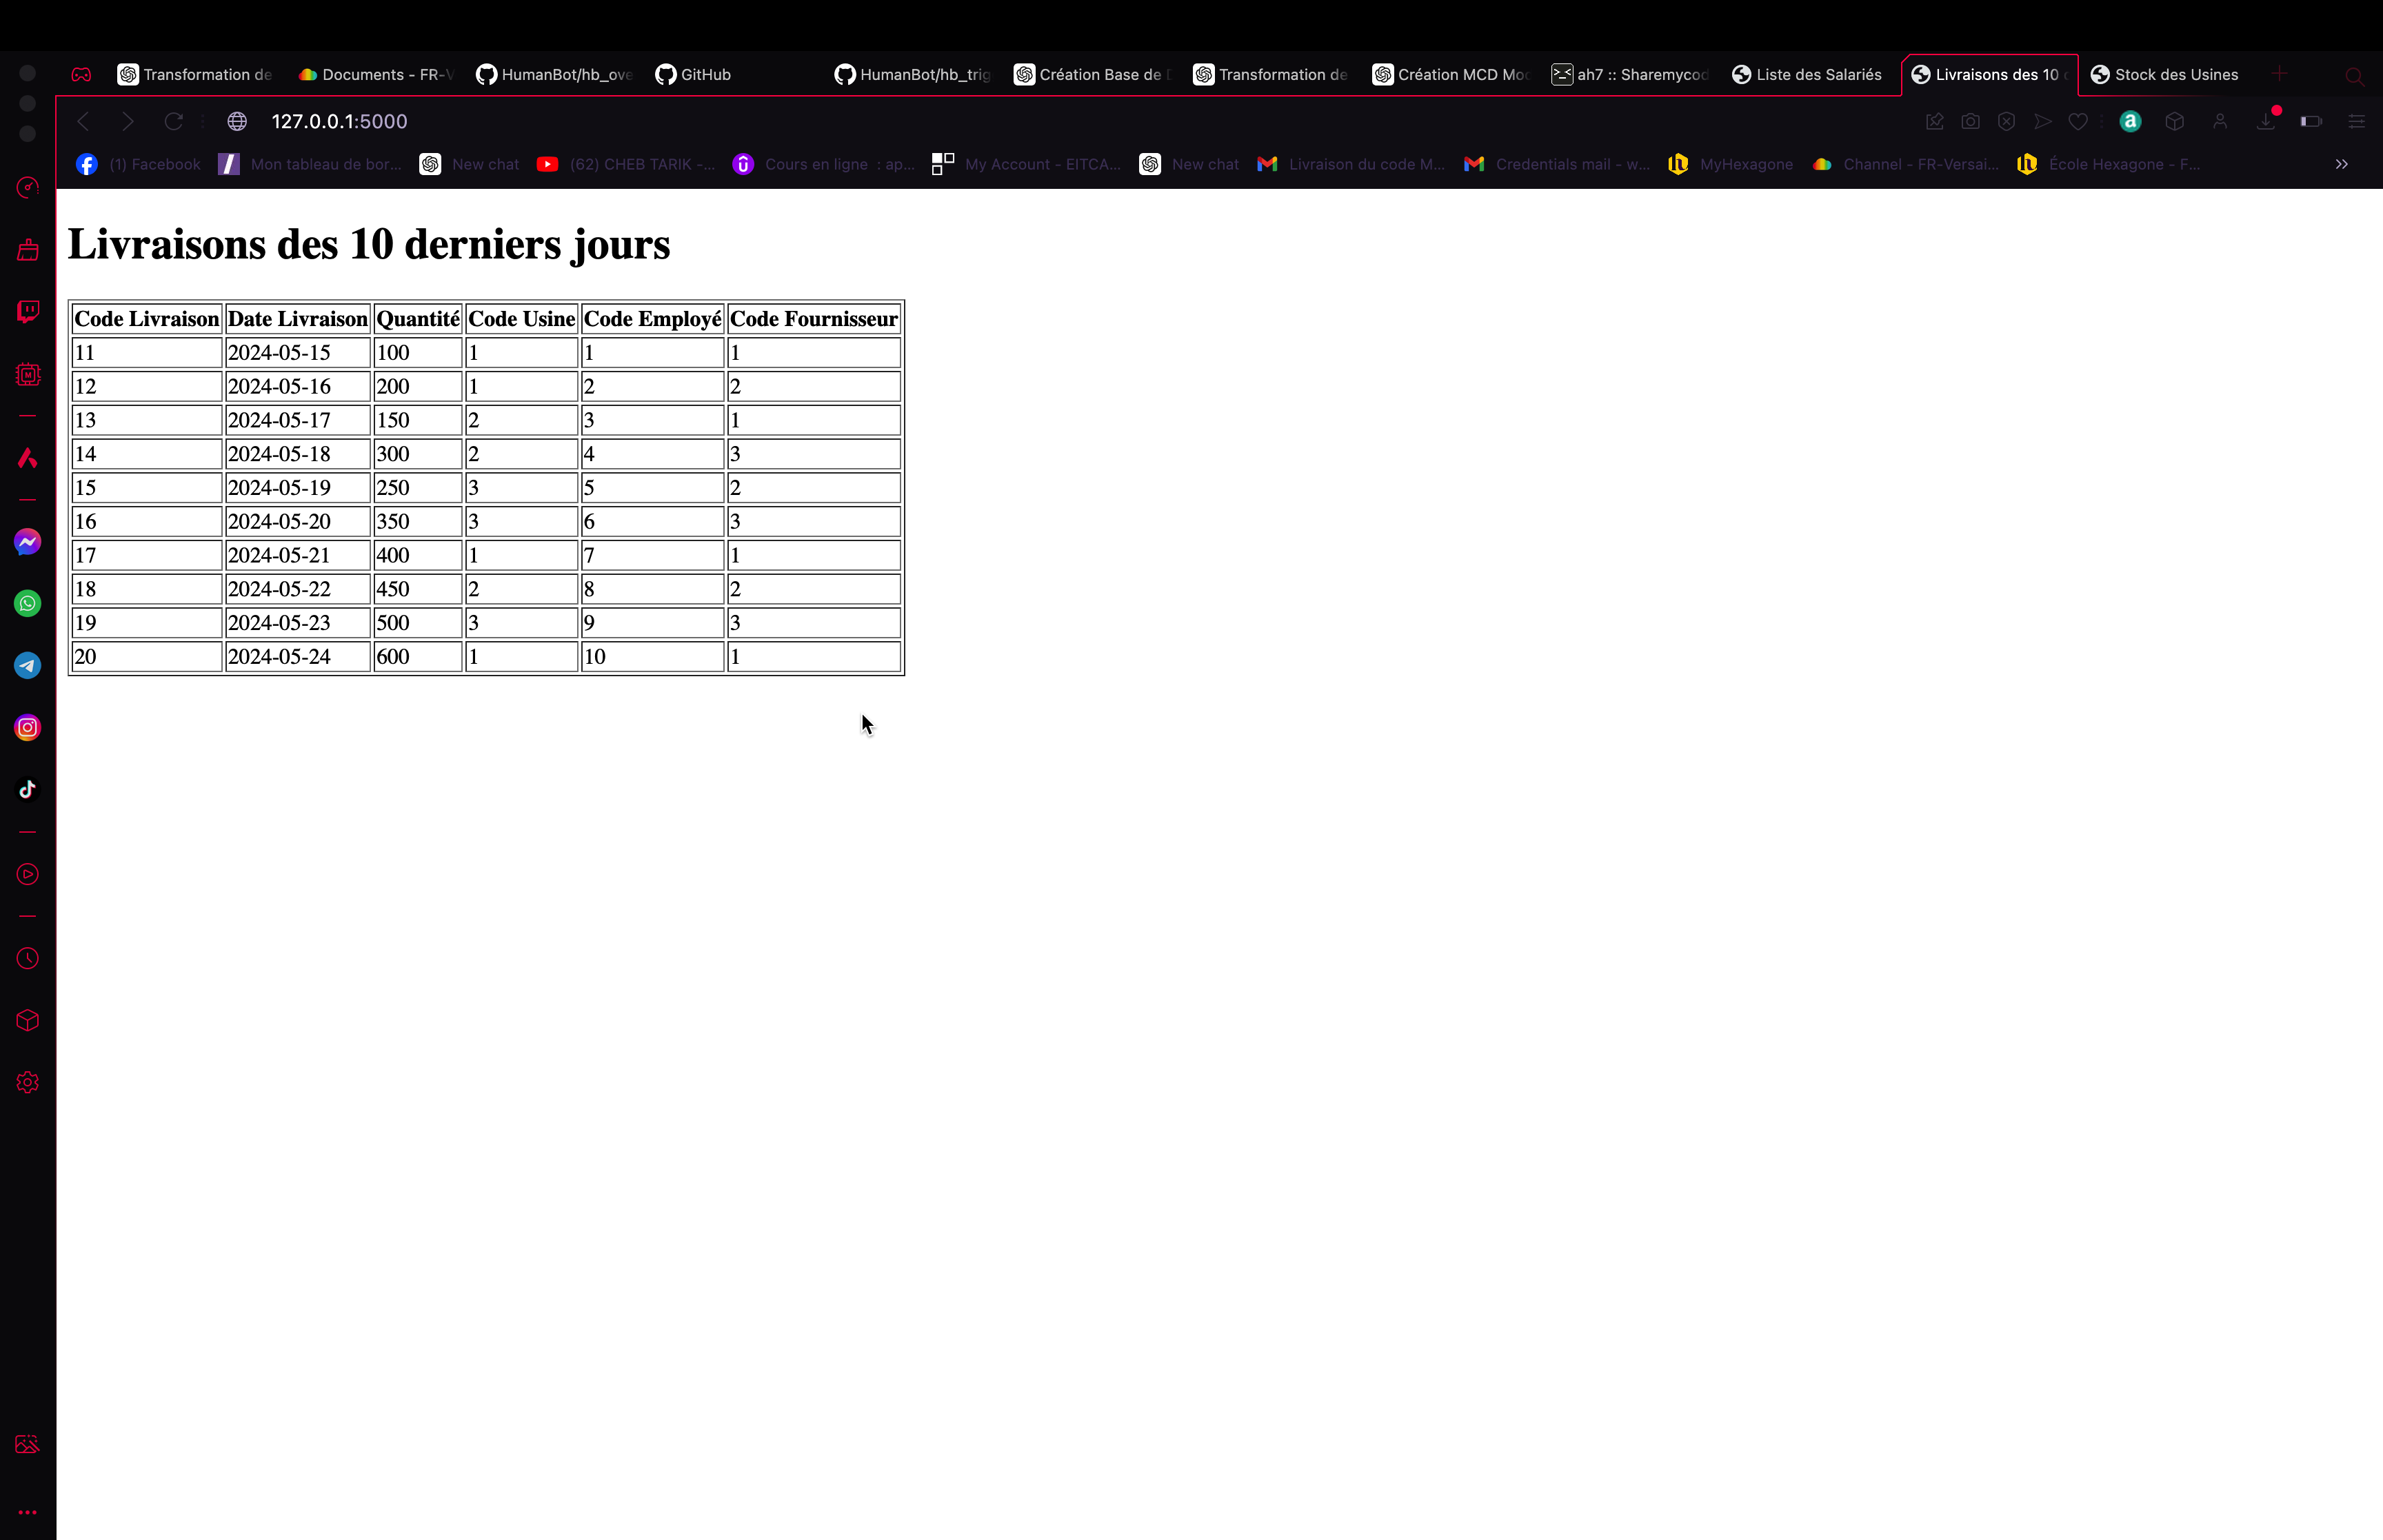 Transformation de
Documents - FR-V
HumanBot/hb_ove
GitHub
HumanBot/hb_trig
Création Base de
Transformation de
Création MCD Mo
ah7 :: Sharemycod
Liste des Salariés
Livraisons des 10
Stock des Usines
127.0.0.1:5000
(1) Facebook
Mon tableau de bor...
New chat
(62) CHEB TARIK -...
Cours en ligne : ap...
My Account - EITCA...
New chat
Livraison du code M...
Credentials mail - w...
MyHexagone
Channel - FR-Versai...
École Hexagone - F...
Livraisons des 10 derniers jours
Code Livraison Date Livraison Quantité Code Usine Code Employé Code Fournisseur
11 2024-05-15 100 1 1 1
12 2024-05-16 200 1 2 2
13 2024-05-17 150 2 3 1
14 2024-05-18 300 2 4 3
15 2024-05-19 250 3 5 2
16 2024-05-20 350 3 6 3
17 2024-05-21 400 1 7 1
18 2024-05-22 450 2 8 2
19 2024-05-23 500 3 9 3
20 2024-05-24 600 1 10 1